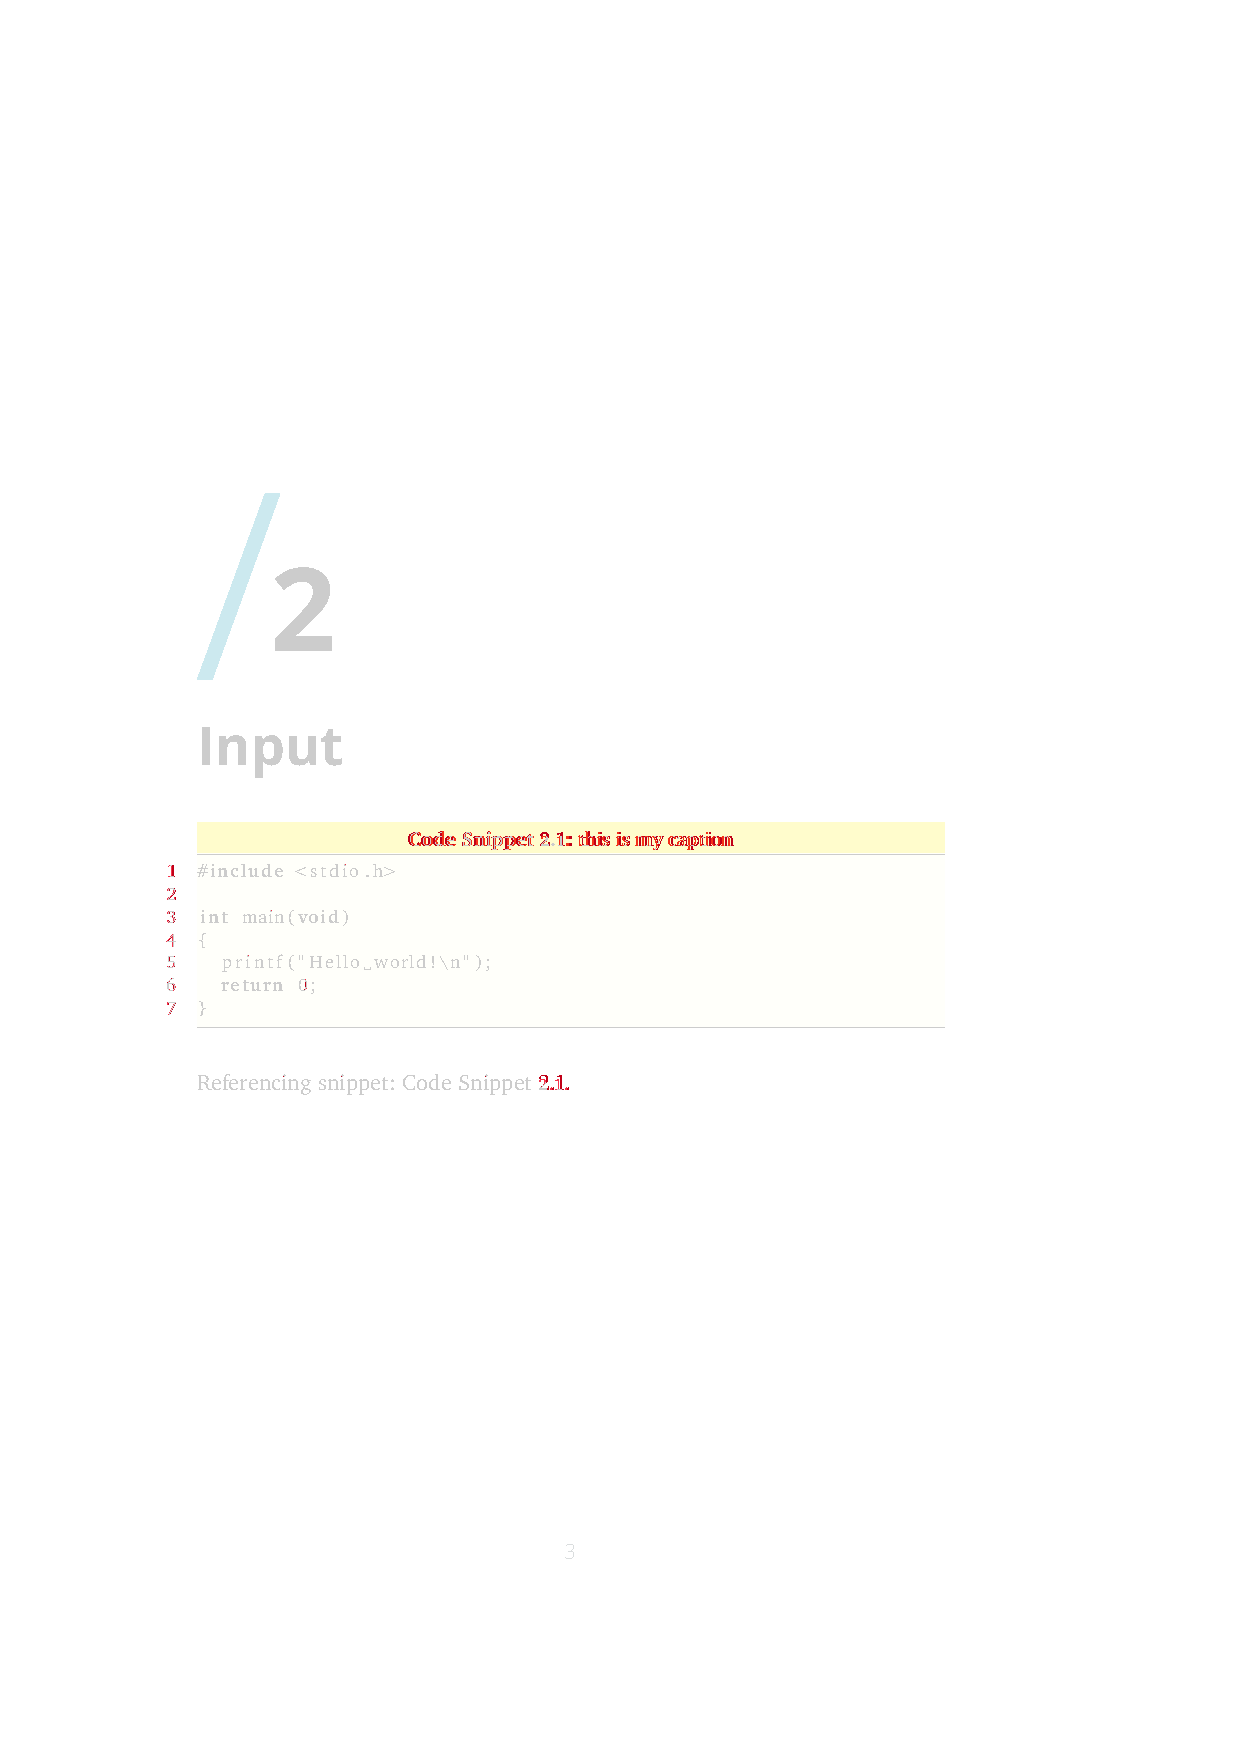 /2
Input
Code Snippet 2.1: this is my caption
1 #include <stdio.h>
2
3 int main(void)
4 {
5 printf("Hello␣world!\n");
6 return 0;
7 }
Referencing snippet: Code Snippet 2.1.
3